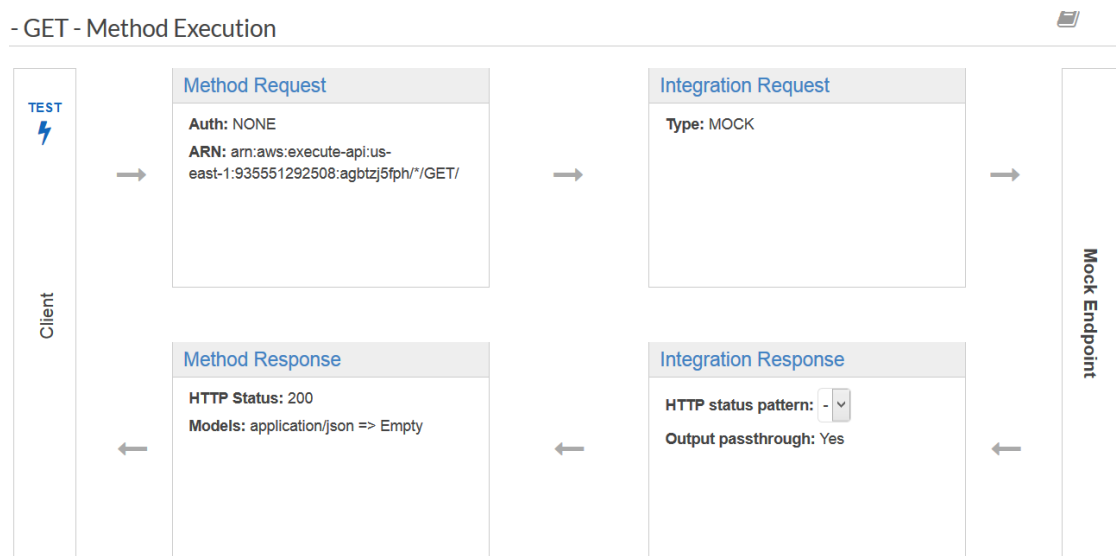 - GET - Method Execution
TEST
Client
Method Request
Auth: NONE
ARN: arn:aws:execute-api:us-
east-1:935551292508:agbtzj5fph/*/GET/
Integration Request
Type: MOCK
Mock Endpoint
Method Response
HTTP Status: 200
Models: application/json => Empty
Integration Response
HTTP status pattern: -
Output passthrough: Yes